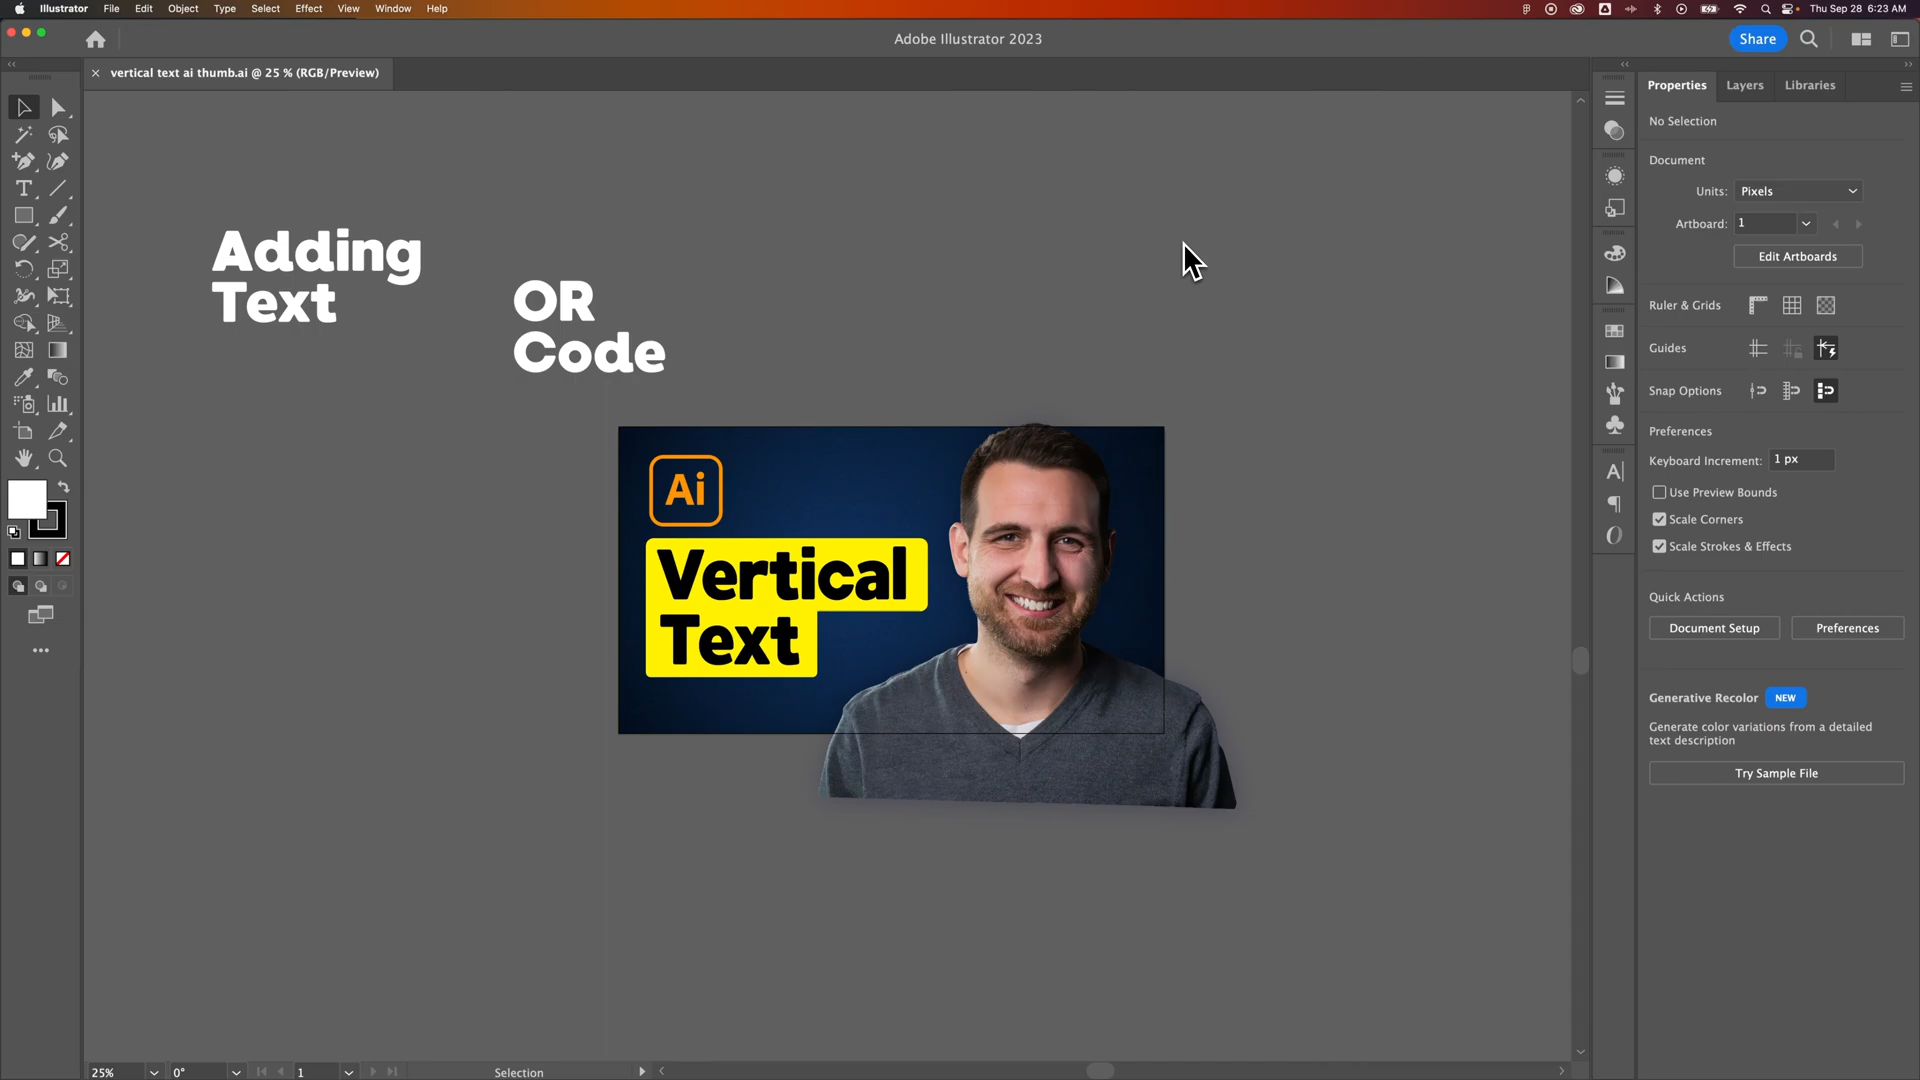 Illustrator File Edit Object Type Select Effect View Window Help
Thu Sep 28 6:23 AM
Adobe Illustrator 2023
Share
vertical text ai thumb.ai @ 25 % (RGB/Preview)
Properties Layers Libraries
No Selection
Document
Units: Pixels
Artboard: 1
Edit Artboards
Ruler & Grids
Guides
Snap Options
Preferences
Keyboard Increment: 1 px
Use Preview Bounds
Scale Corners
Scale Strokes & Effects
Quick Actions
Document Setup Preferences
Generative Recolor NEW
Generate color variations from a detailed
text description
Try Sample File
Adding
Text
OR
Code
Ai
Vertical
Text
25% 0° 1 Selection